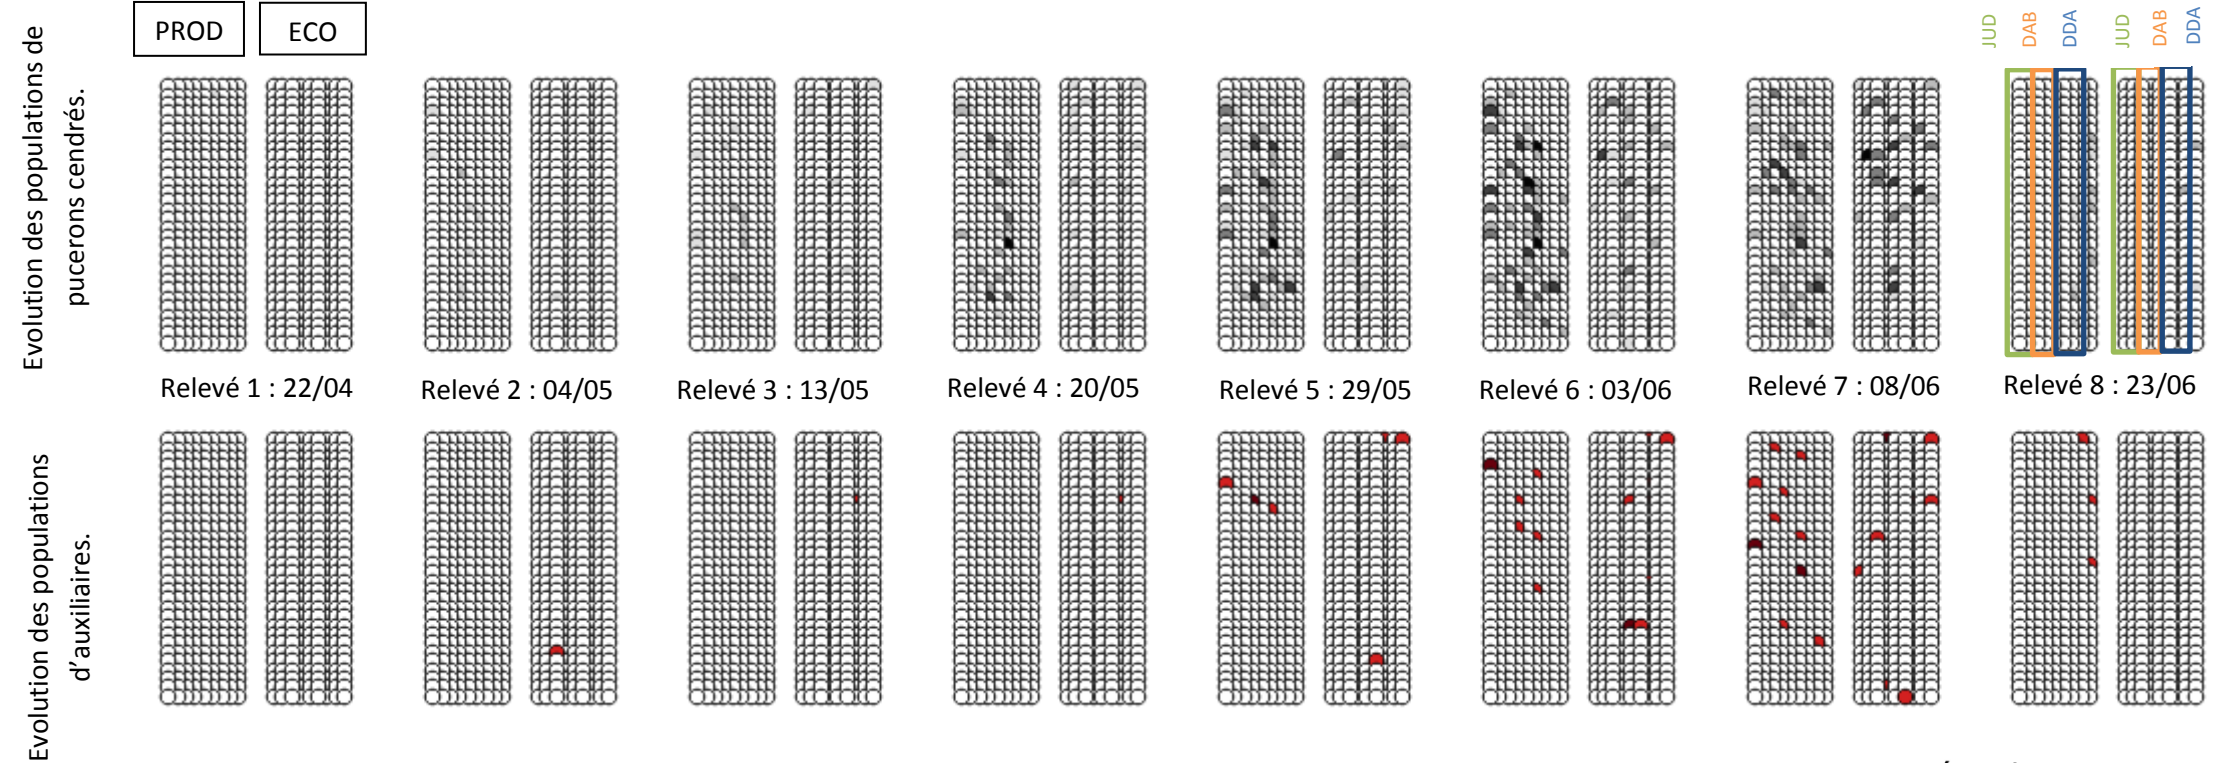 Evolution des populations de
pucerons cendrés.
PROD
ECO
JUD
DAB
DDA
JUD
DAB
DDA
Relevé 1 : 22/04
Relevé 2 : 04/05
Relevé 3 : 13/05
Relevé 4 : 20/05
Relevé 5 : 29/05
Relevé 6 : 03/06
Relevé 7 : 08/06
Relevé 8 : 23/06
Evolution des populations
d’auxiliaires.